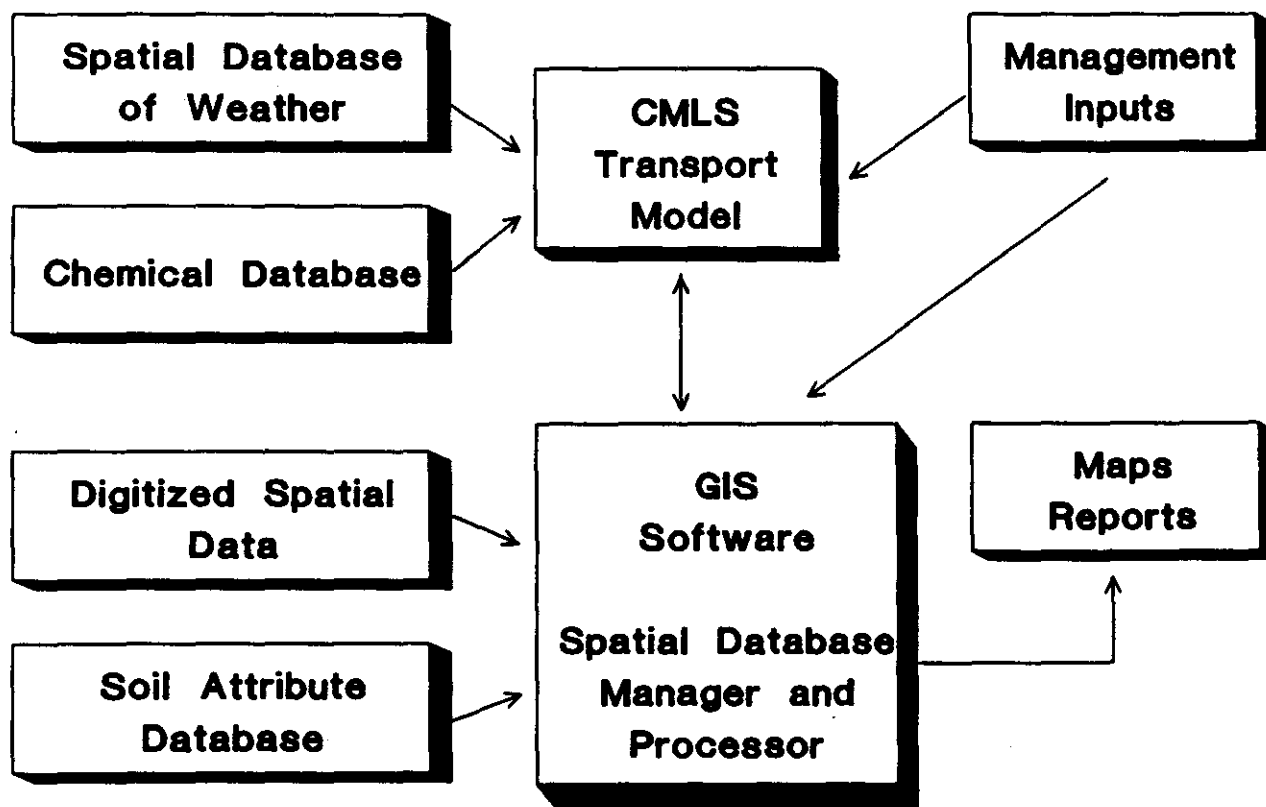 Spatial Database
of Weather
CMLS
Transport
Model
Management
Inputs
Chemical Database
Digitized Spatial
Data
GIS
Software
Spatial Database
Manager and
Processor
Maps
Reports
Soil Attribute
Database